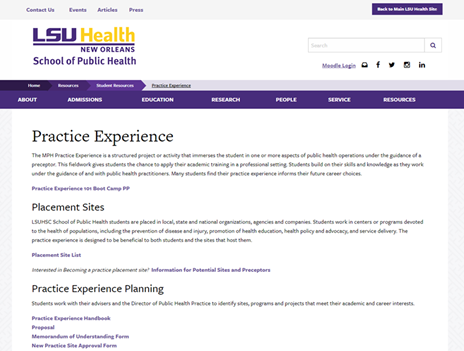 Contact Us Events Articles Press Back to Main LSU Health Site
LSU Health
NEW ORLEANS
School of Public Health
Search
Moodle Login
Home Resources Student Resources Practice Experience
ABOUT ADMISSIONS EDUCATION RESEARCH PEOPLE SERVICE RESOURCES
Practice Experience
The MPH Practice Experience is a structured project or activity that immerses the student in one or more aspects of public health operations under the guidance of a
preceptor. This fieldwork gives students the chance to apply their academic training in a professional setting. Students build on their skills and knowledge as they work
under the guidance of and with public health practitioners. Many students find their practice experience informs their future career choices.
Practice Experience 101 Boot Camp PP
Placement Sites
LSUHSC School of Public Health students are placed in local, state and national organizations, agencies and companies. Students work in centers or programs devoted
to the health of populations, including the prevention of disease and injury, promotion of health education, health policy and advocacy, and service delivery. The
practice experience is designed to be beneficial to both students and the sites that host them.
Placement Site List
Interested in Becoming a practice placement site? Information for Potential Sites and Preceptors
Practice Experience Planning
Students work with their advisers and the Director of Public Health Practice to identify sites, programs and projects that meet their academic and career interests.
Practice Experience Handbook
Proposal
Memorandum of Understanding Form
New Practice Site Approval Form